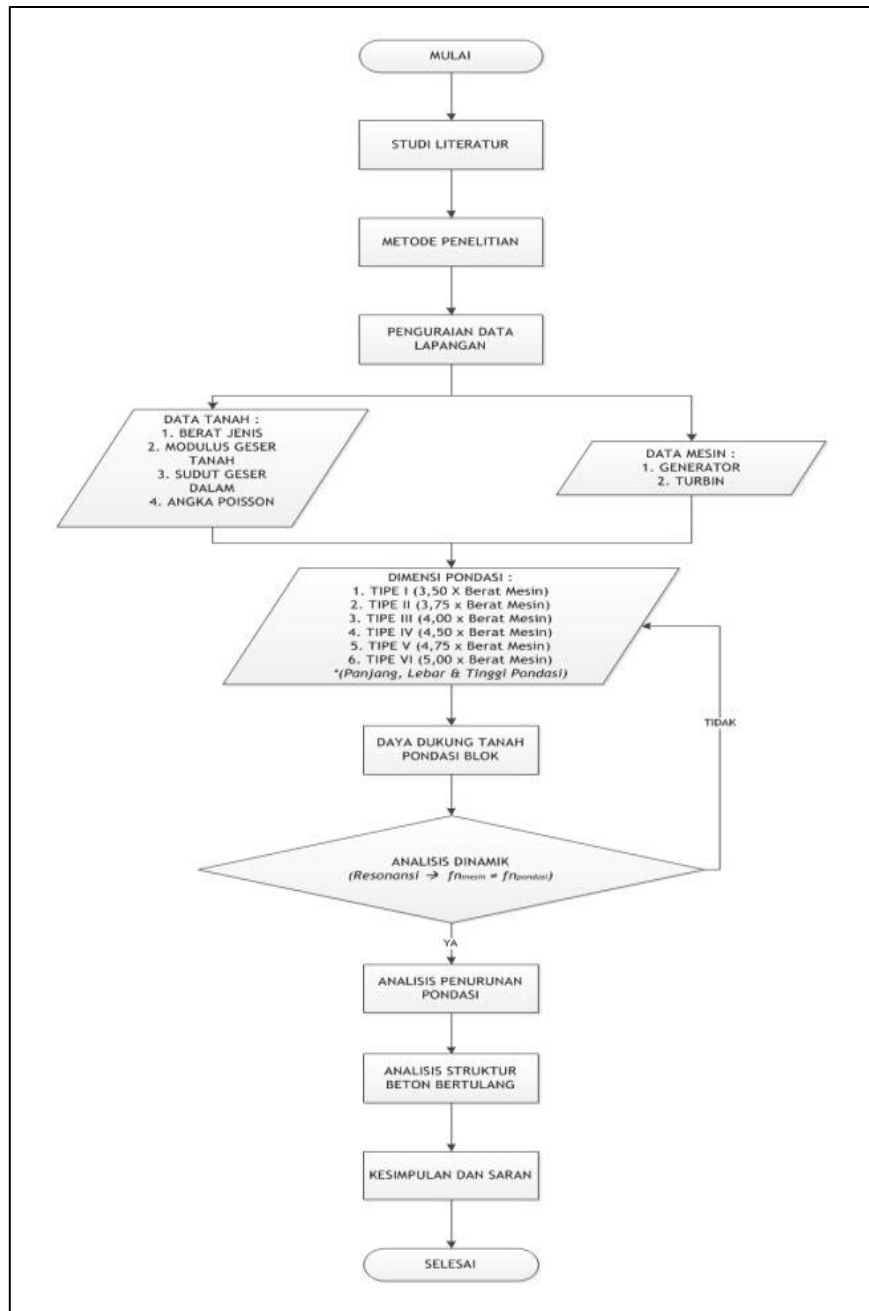 MULAI
STUDI LITERATUR
METODE PENELITIAN
PENGURAIAN DATA
LAPANGAN
DATA TANAH :
1. BERAT JENIS
2. MODULUS GESER
TANAH
3. SUDUT GESER
DALAM
4. ANGKA POISSON
DATA MESIN :
1. GENERATOR
2. TURBIN
DIMENSI PONDASI :
1. TIPE I (3,50 X Berat Mesin)
2. TIPE II (3,75 x Berat Mesin)
3. TIPE III (4,00 x Berat Mesin)
4. TIPE IV (4,50 x Berat Mesin)
5. TIPE V (4,75 x Berat Mesin)
6. TIPE VI (5,00 x Berat Mesin)
*(Panjang, Lebar & Tinggi Pondasi)
TIDAK
DAYA DUKUNG TANAH
PONDASI BLOK
ANALISIS DINAMIK
(Resonansi → fnmesin ≠ fnpondasi)
YA
ANALISIS PENURUNAN
PONDASI
ANALISIS STRUKTUR
BETON BERTULANG
KESIMPULAN DAN SARAN
SELESAI